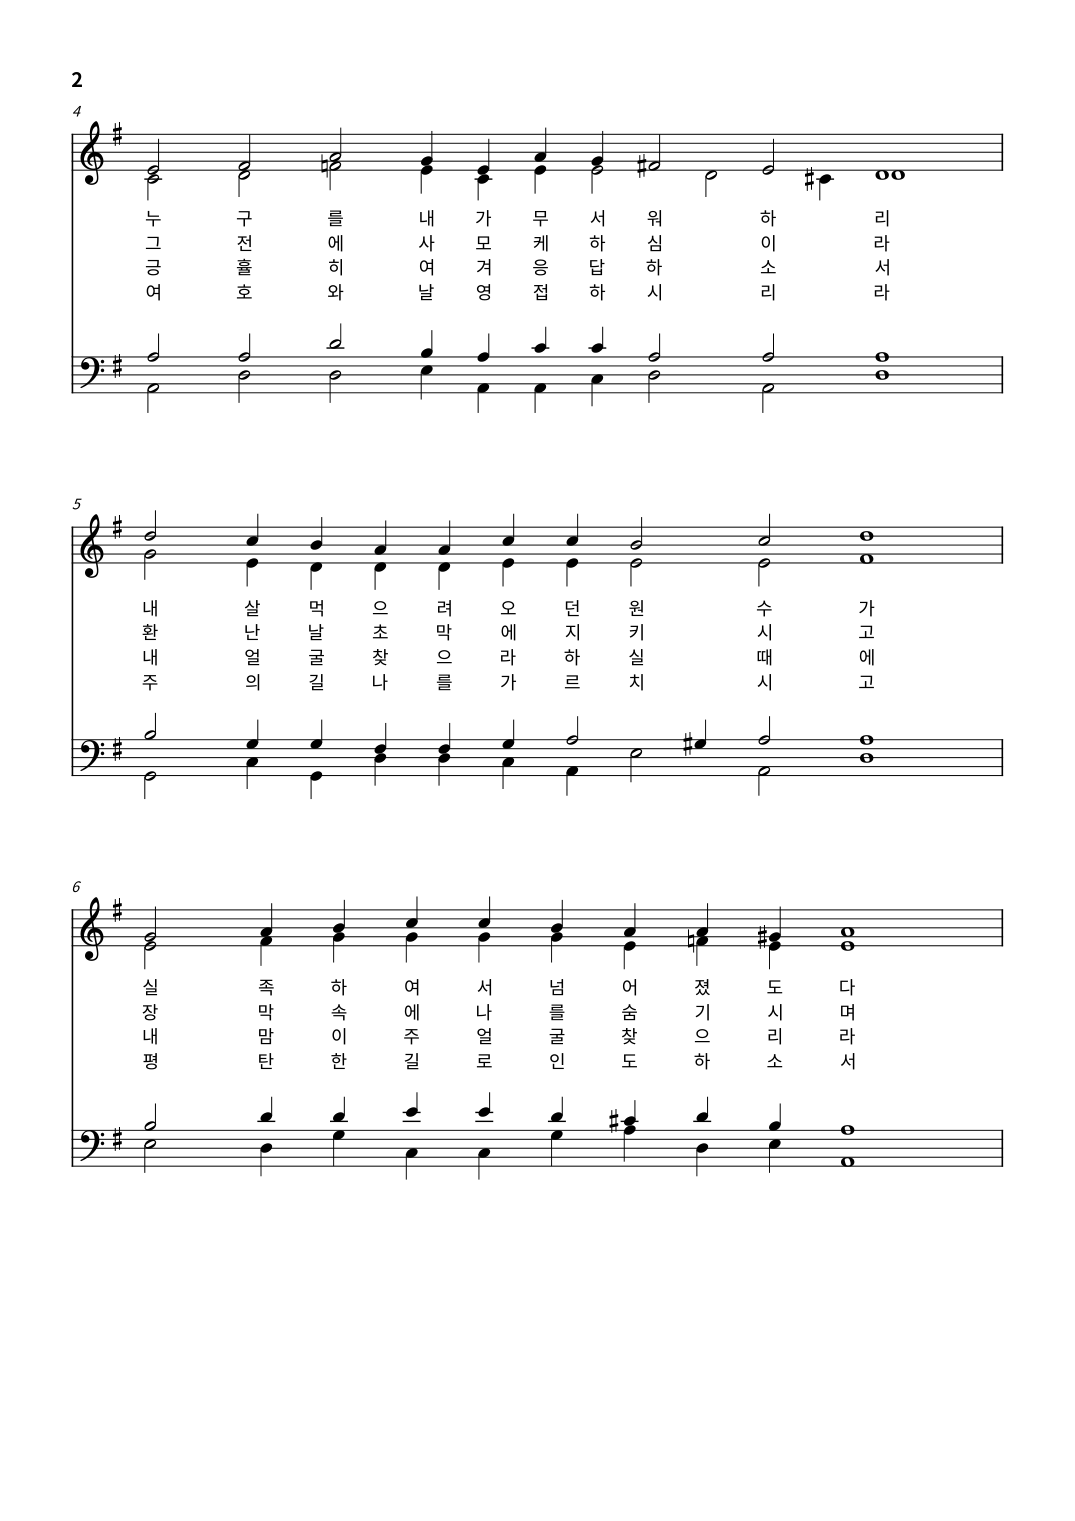 2
4
누 구 를 내 가 무 서 워 하 리
그 전 에 사 모 케 하 심 이 라
긍 휼 히 여 겨 응 답 하 소 서
여 호 와 날 영 접 하 시 리 라
5
내 살 먹 으 려 오 던 원 수 가
환 난 날 초 막 에 지 키 시 고
내 얼 굴 찾 으 라 하 실 때 에
주 의 길 나 를 가 르 치 시 고
6
실 족 하 여 서 넘 어 졌 도 다
장 막 속 에 나 를 숨 기 시 며
내 맘 이 주 얼 굴 찾 으 리 라
평 탄 한 길 로 인 도 하 소 서